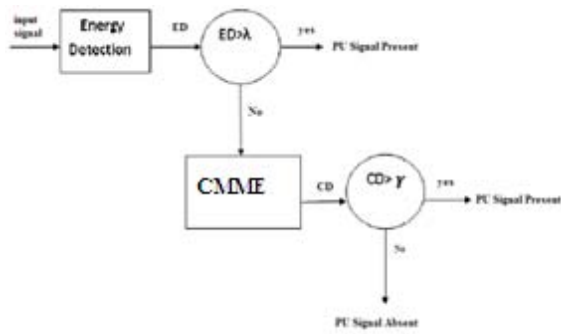 input
signal
Energy
Detection
ED
ED>λ
yes
PU Signal Present
No
CMME
CD
CD> γ
yes
PU Signal Present
No
PU Signal Absent